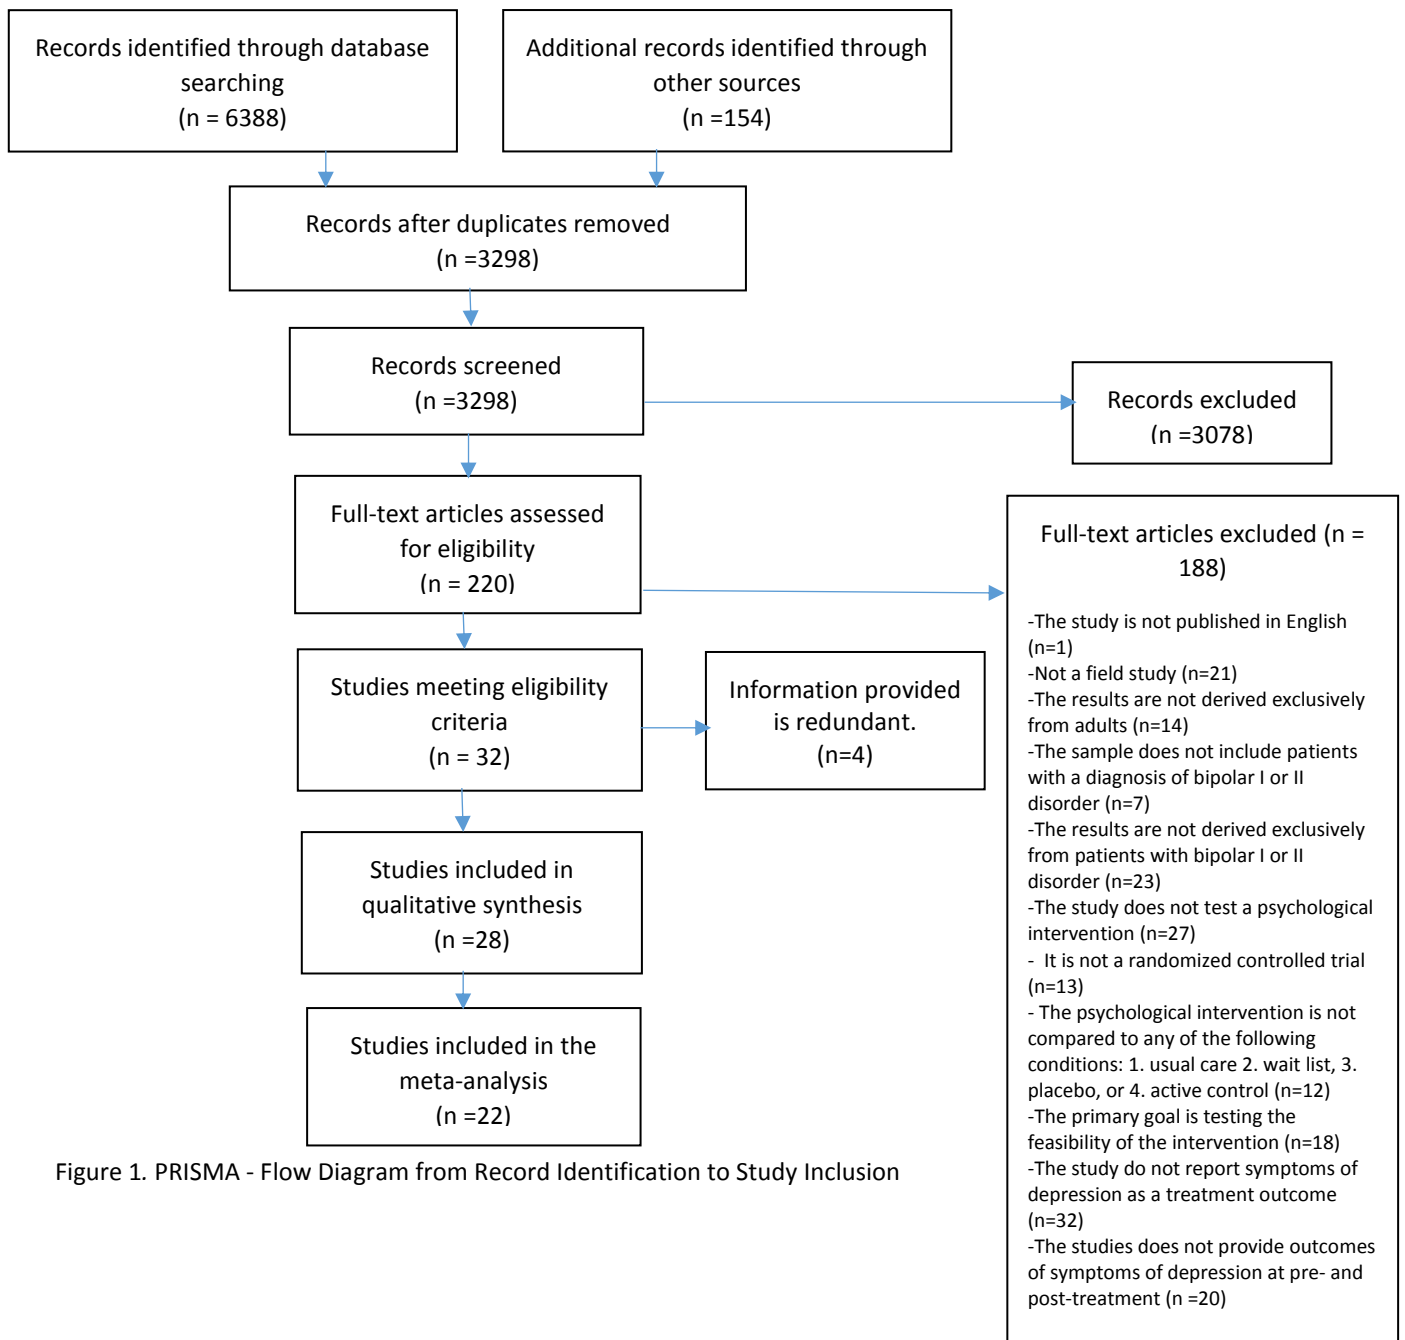 Records identified through database
searching
(n = 6388)
Additional records identified through
other sources
(n =154)
Records after duplicates removed
(n =3298)
Records screened
(n =3298)
Records excluded
(n =3078)
Full-text articles assessed
for eligibility
(n = 220)
Full-text articles excluded (n =
188)
-The study is not published in English
(n=1)
-Not a field study (n=21)
-The results are not derived exclusively
from adults (n=14)
-The sample does not include patients
with a diagnosis of bipolar I or II
disorder (n=7)
-The results are not derived exclusively
from patients with bipolar I or II
disorder (n=23)
-The study does not test a psychological
intervention (n=27)
- It is not a randomized controlled trial
(n=13)
- The psychological intervention is not
compared to any of the following
conditions: 1. usual care 2. wait list, 3.
placebo, or 4. active control (n=12)
-The primary goal is testing the
feasibility of the intervention (n=18)
-The study do not report symptoms of
depression as a treatment outcome
(n=32)
-The studies does not provide outcomes
of symptoms of depression at pre- and
post-treatment (n =20)
Studies meeting eligibility
criteria
(n = 32)
Information provided
is redundant.
(n=4)
Studies included in
qualitative synthesis
(n =28)
Studies included in the
meta-analysis
(n =22)
Figure 1. PRISMA - Flow Diagram from Record Identification to Study Inclusion